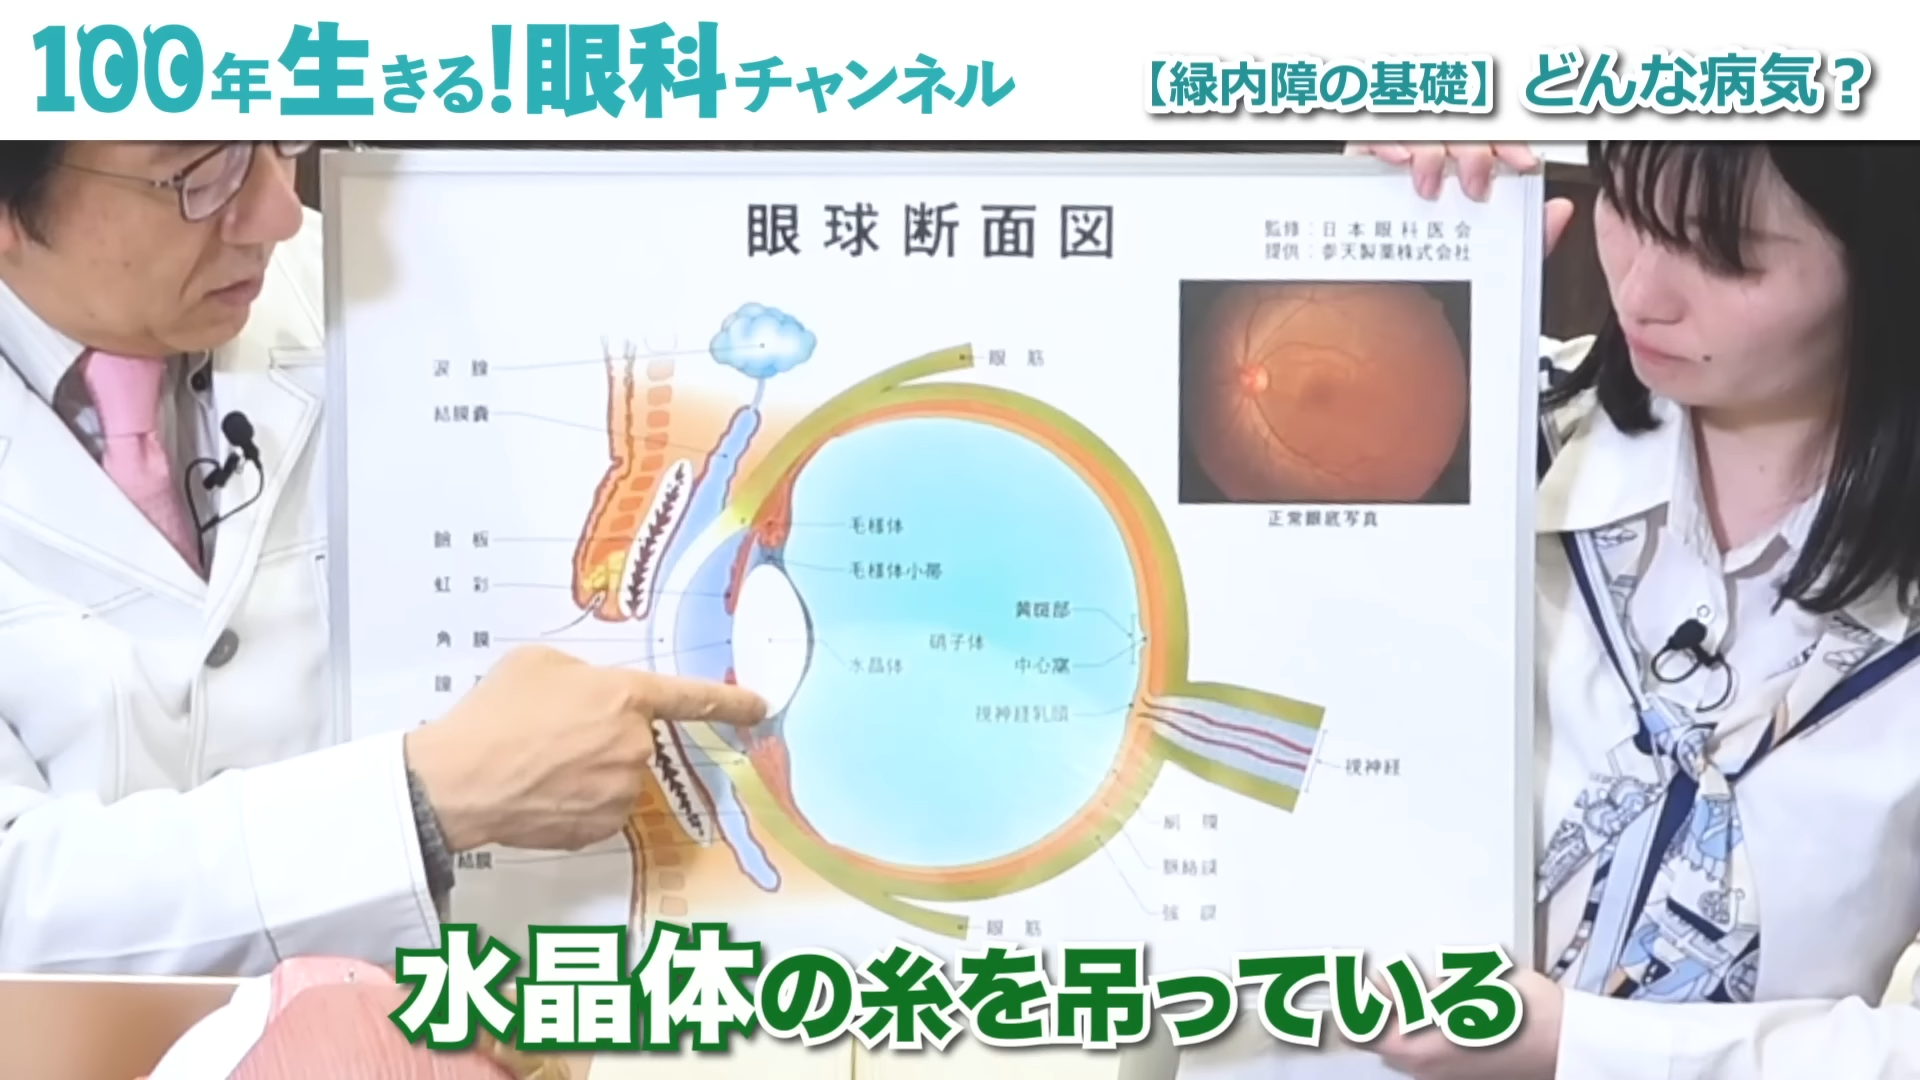 100年生きる!眼科チャンネル
【緑内障の基礎】どんな病気？
眼球断面図
監修：日本眼科医会
提供：参天製薬株式会社
涙腺
眼筋
結膜嚢
正常眼底写真
毛様体
瞼板
毛様体小帯
虹彩
黄斑部
角膜
硝子体
水晶体
中心窩
視神経乳頭
視神経
網膜
結膜
脈絡膜
強膜
眼筋
水晶体の糸を吊っている